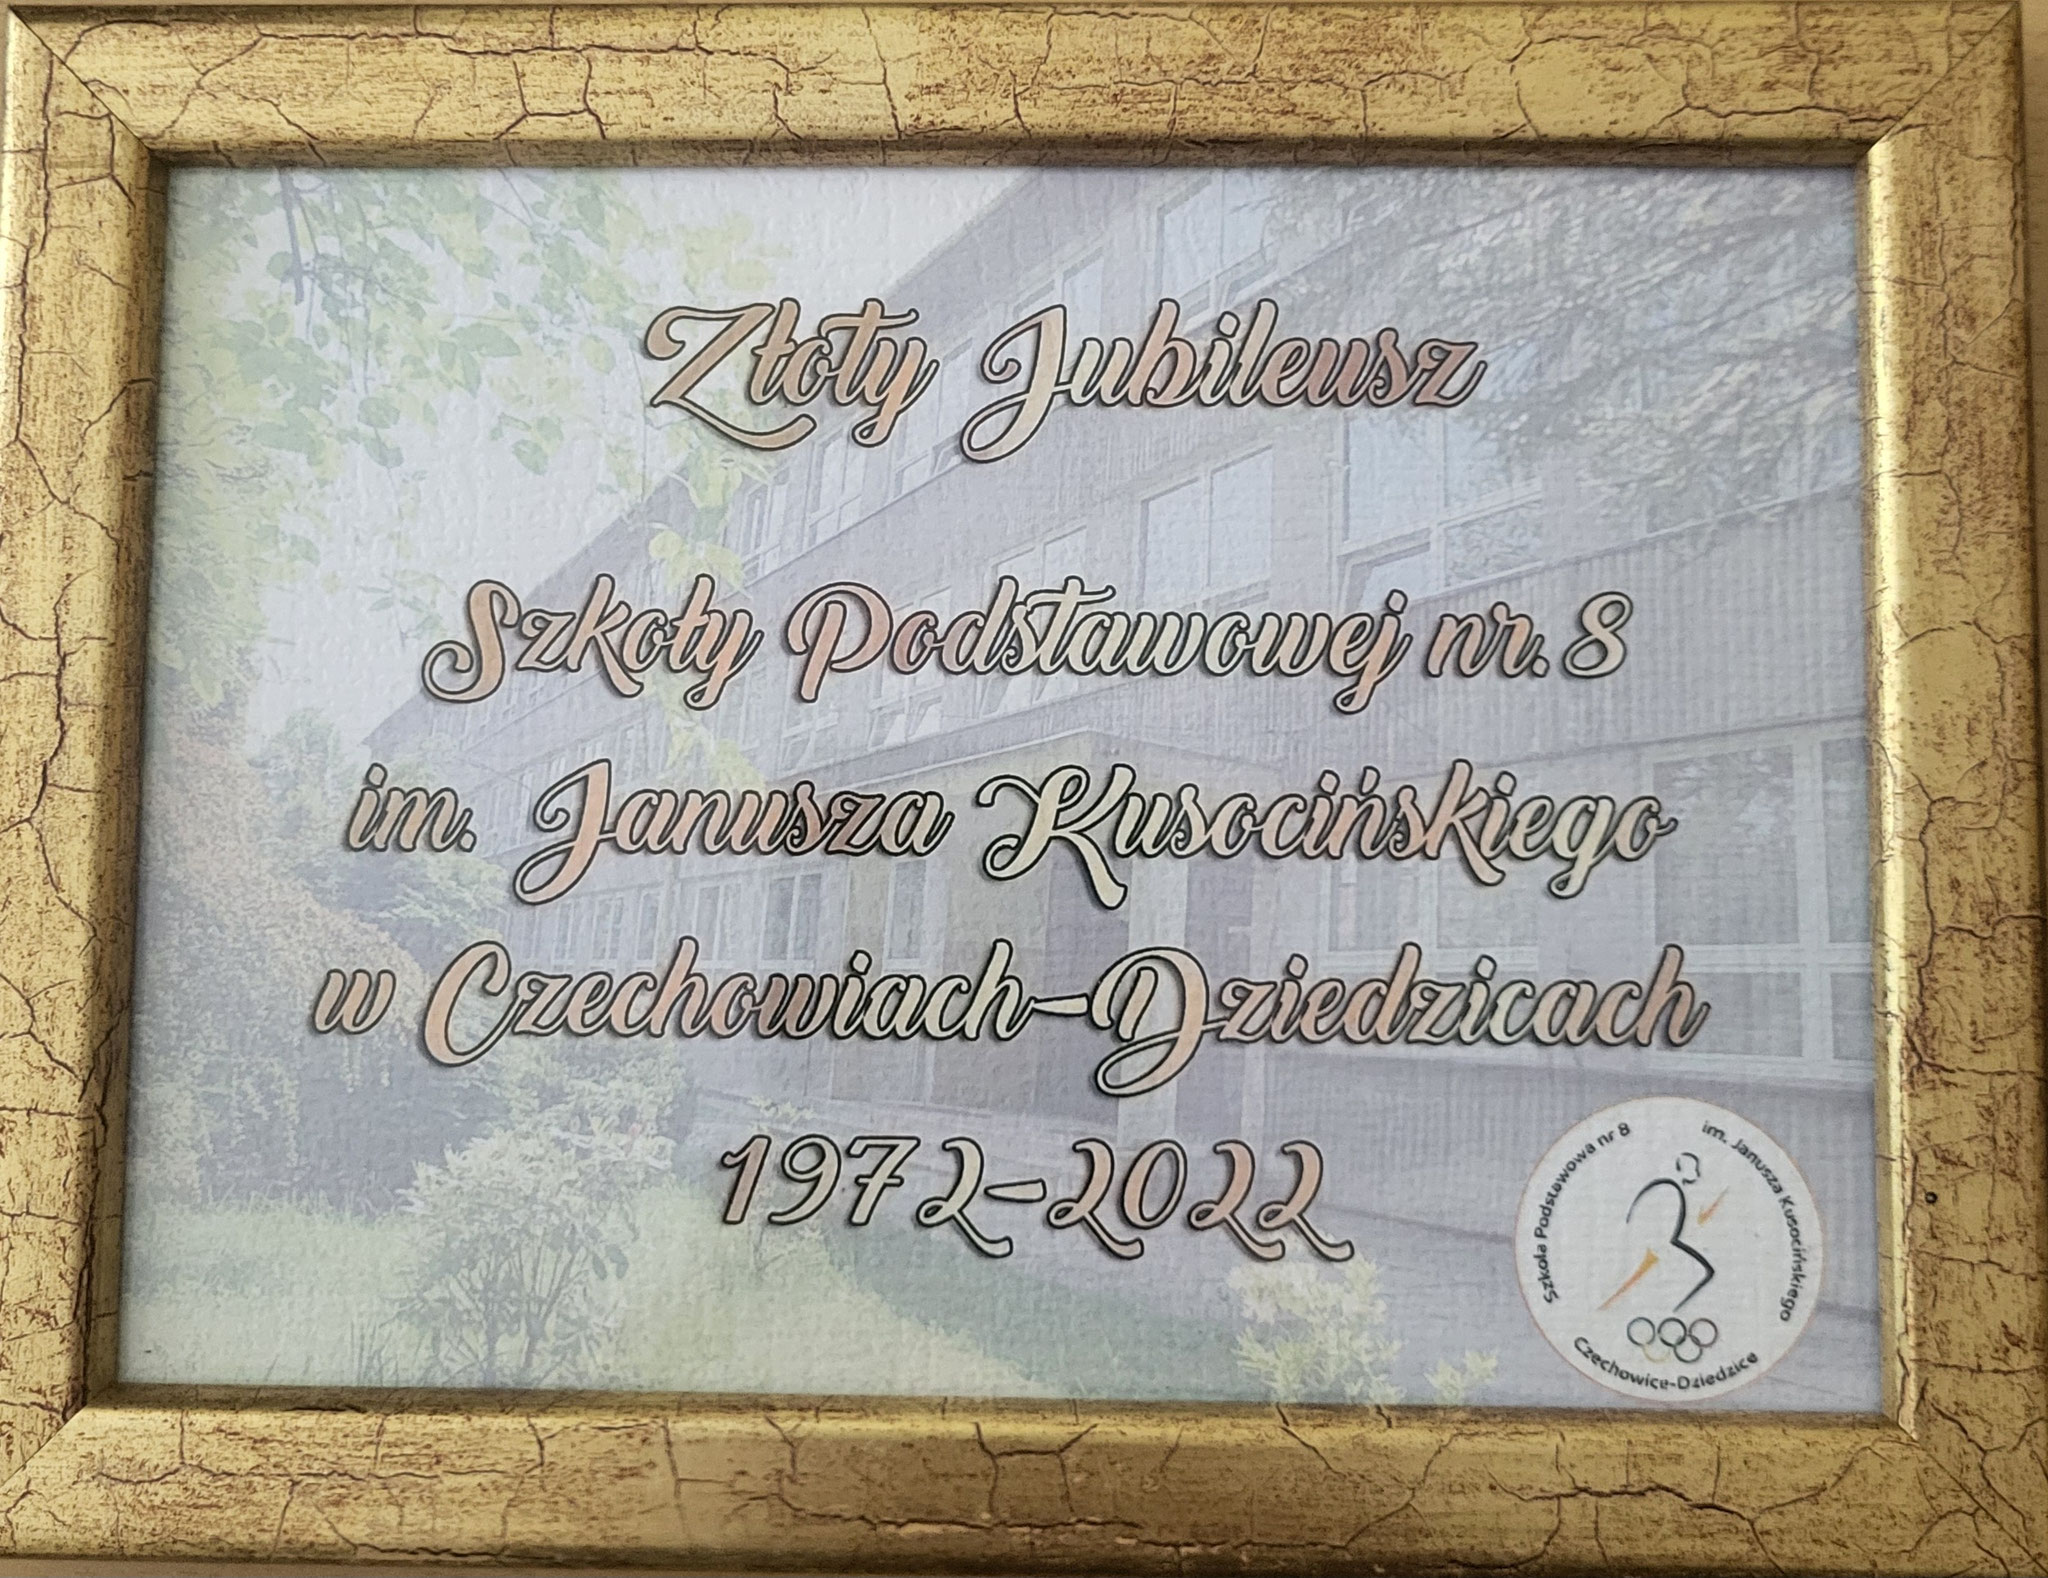 Złoty Jubileusz
Szkoły Podstawowej nr. 8
im. Janusza Kusocińskiego
w Czechowiach-Dziedzicach
1972-2022
Szkoła Podstawowa nr 8
im. Janusza Kusocińskiego
Czechowice-Dziedzice